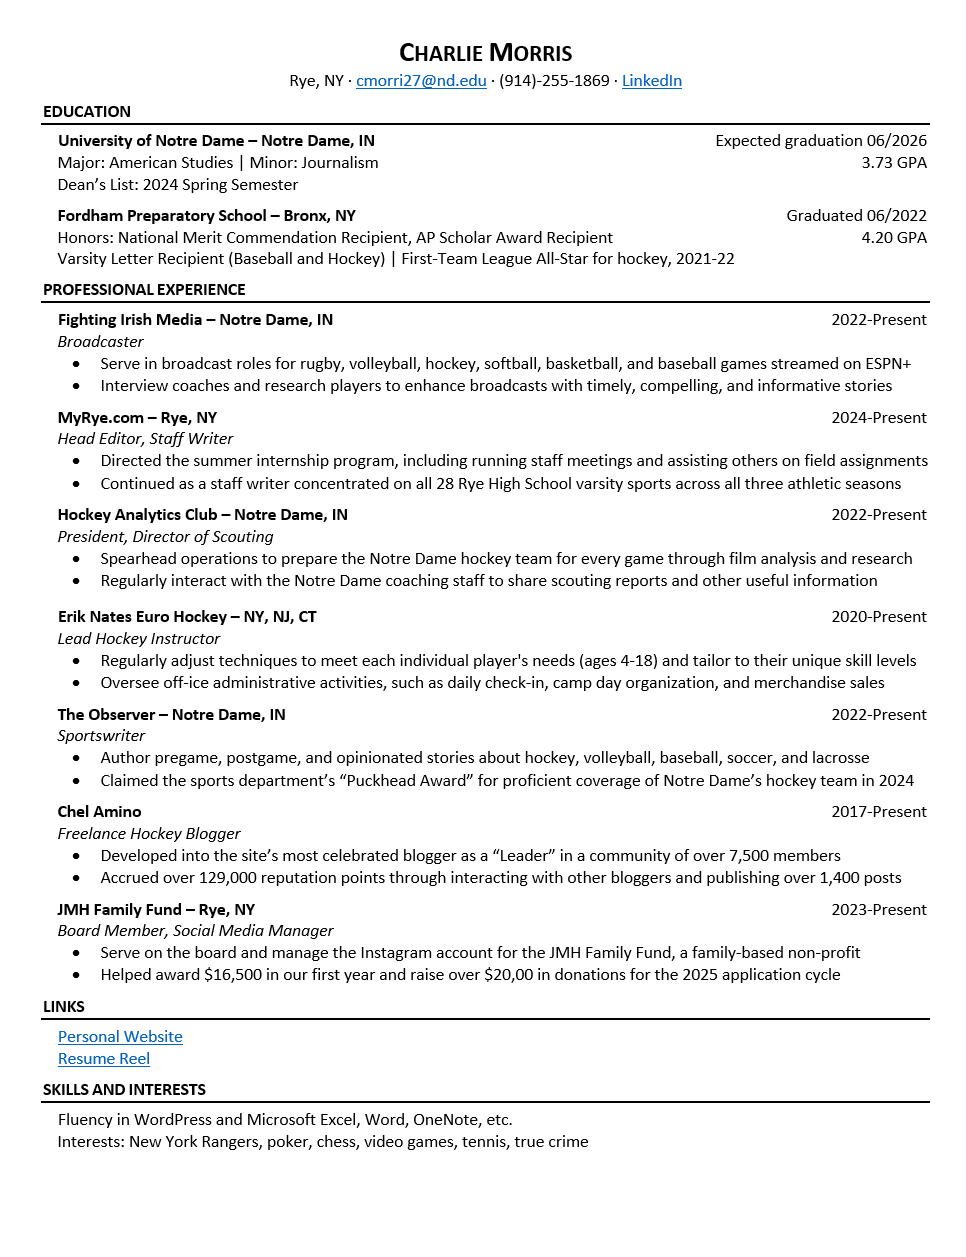 CHARLIE MORRIS
Rye, NY · cmorri27@nd.edu · (914)-255-1869 · LinkedIn
EDUCATION
University of Notre Dame – Notre Dame, IN Expected graduation 06/2026
Major: American Studies | Minor: Journalism 3.73 GPA
Dean’s List: 2024 Spring Semester
Fordham Preparatory School – Bronx, NY Graduated 06/2022
Honors: National Merit Commendation Recipient, AP Scholar Award Recipient 4.20 GPA
Varsity Letter Recipient (Baseball and Hockey) | First-Team League All-Star for hockey, 2021-22
PROFESSIONAL EXPERIENCE
Fighting Irish Media – Notre Dame, IN 2022-Present
Broadcaster
• Serve in broadcast roles for rugby, volleyball, hockey, softball, basketball, and baseball games streamed on ESPN+
• Interview coaches and research players to enhance broadcasts with timely, compelling, and informative stories
MyRye.com – Rye, NY 2024-Present
Head Editor, Staff Writer
• Directed the summer internship program, including running staff meetings and assisting others on field assignments
• Continued as a staff writer concentrated on all 28 Rye High School varsity sports across all three athletic seasons
Hockey Analytics Club – Notre Dame, IN 2022-Present
President, Director of Scouting
• Spearhead operations to prepare the Notre Dame hockey team for every game through film analysis and research
• Regularly interact with the Notre Dame coaching staff to share scouting reports and other useful information
Erik Nates Euro Hockey – NY, NJ, CT 2020-Present
Lead Hockey Instructor
• Regularly adjust techniques to meet each individual player's needs (ages 4-18) and tailor to their unique skill levels
• Oversee off-ice administrative activities, such as daily check-in, camp day organization, and merchandise sales
The Observer – Notre Dame, IN 2022-Present
Sportswriter
• Author pregame, postgame, and opinionated stories about hockey, volleyball, baseball, soccer, and lacrosse
• Claimed the sports department’s “Puckhead Award” for proficient coverage of Notre Dame’s hockey team in 2024
Chel Amino 2017-Present
Freelance Hockey Blogger
• Developed into the site’s most celebrated blogger as a “Leader” in a community of over 7,500 members
• Accrued over 129,000 reputation points through interacting with other bloggers and publishing over 1,400 posts
JMH Family Fund – Rye, NY 2023-Present
Board Member, Social Media Manager
• Serve on the board and manage the Instagram account for the JMH Family Fund, a family-based non-profit
• Helped award $16,500 in our first year and raise over $20,00 in donations for the 2025 application cycle
LINKS
Personal Website
Resume Reel
SKILLS AND INTERESTS
Fluency in WordPress and Microsoft Excel, Word, OneNote, etc.
Interests: New York Rangers, poker, chess, video games, tennis, true crime